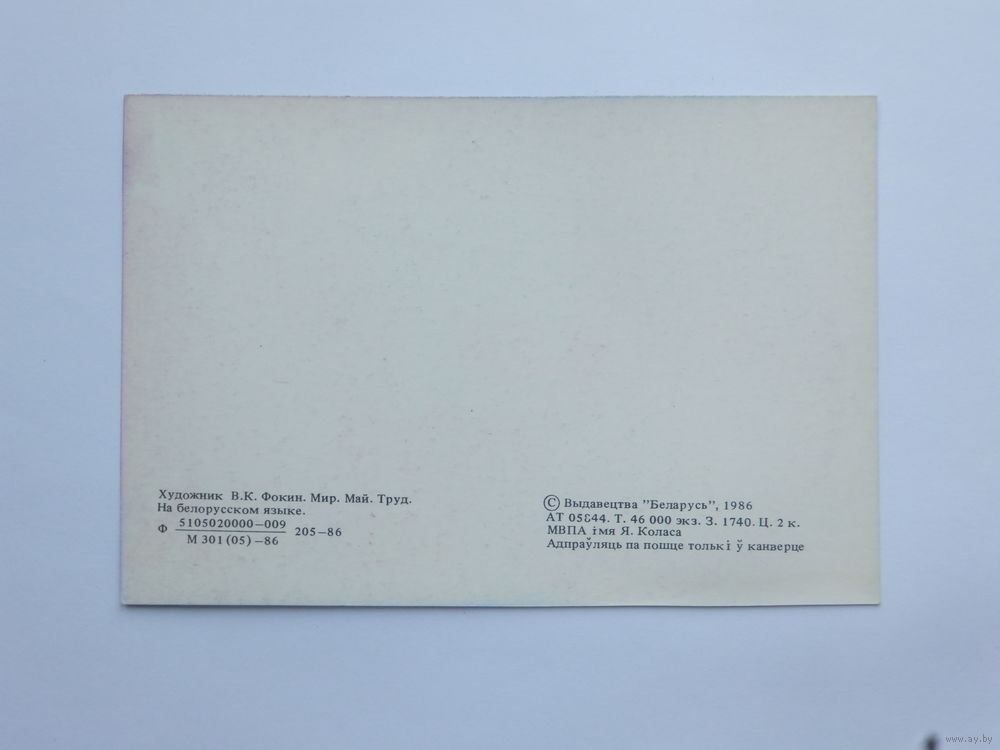 Художник В.К. Фокин. Мир. Май. Труд.
На белорусском языке.
Ф 5105020000—009 205—86
М 301 (05) —86
© Выдавецтва "Беларусь", 1986
АТ 05844. Т. 46 000 экз. З. 1740. Ц. 2 к.
МВПА імя Я. Коласа
Адпраўляць па пошце толькі ў канверце
www.ay.by